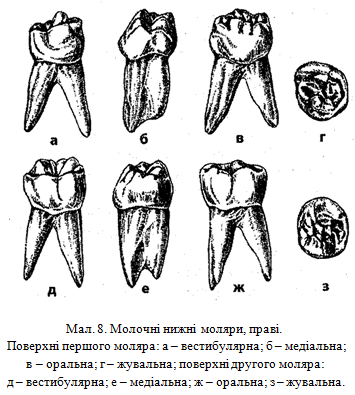 а б в г
д е ж з
Мал. 8. Молочні нижні моляри, праві.
Поверхні першого моляра: а – вестибулярна; б – медіальна;
в – оральна; г – жувальна; поверхні другого моляра:
д – вестибулярна; е – медіальна; ж – оральна; з – жувальна.